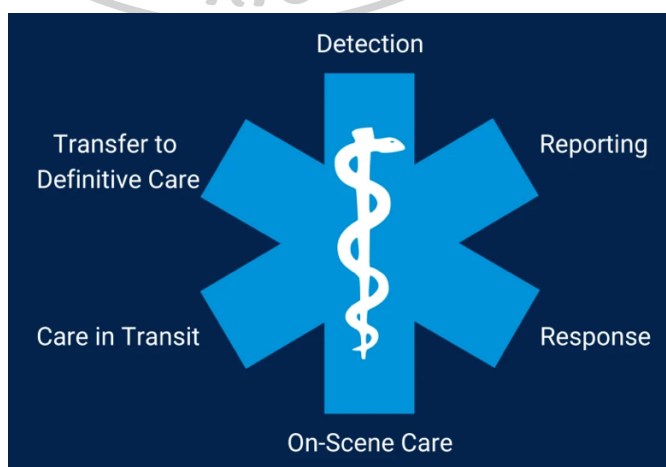 Detection
Reporting
Response
On-Scene Care
Care in Transit
Transfer to
Definitive Care